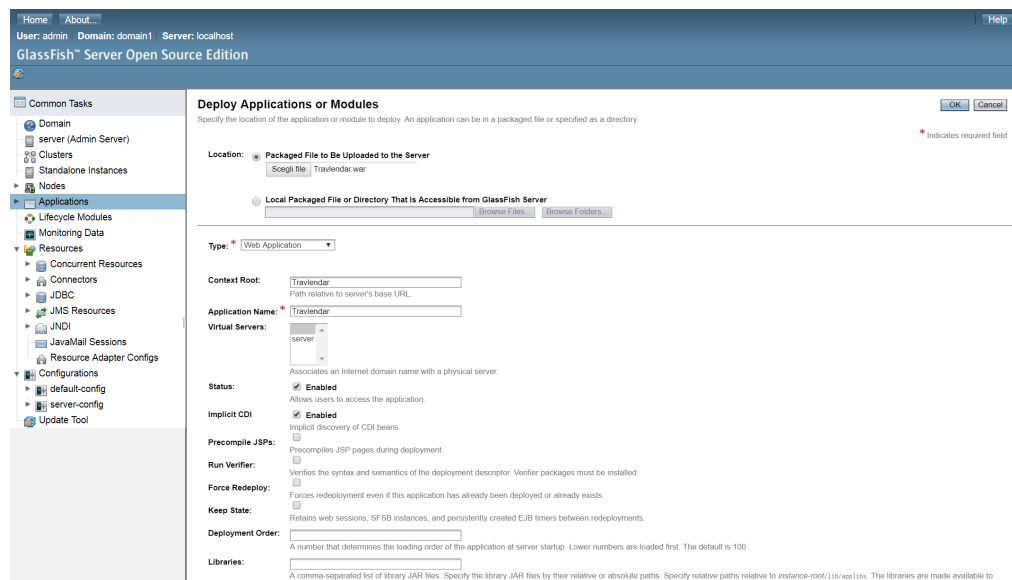 Home About... Help
User: admin Domain: domain1 Server: localhost
GlassFish™ Server Open Source Edition
Common Tasks
Domain
server (Admin Server)
Clusters
Standalone Instances
Nodes
Applications
Lifecycle Modules
Monitoring Data
Resources
Concurrent Resources
Connectors
JDBC
JMS Resources
JNDI
JavaMail Sessions
Resource Adapter Configs
Configurations
default-config
server-config
Update Tool
Deploy Applications or Modules
OK Cancel
Specify the location of the application or module to deploy. An application can be in a packaged file or specified as a directory.
* Indicates required field
Location: Packaged File to Be Uploaded to the Server
Scegli file Travlendar.war
Local Packaged File or Directory That Is Accessible from GlassFish Server
Browse Files... Browse Folders...
Type: * Web Application
Context Root: Travlendar
Path relative to server's base URL.
Application Name: * Travlendar
Virtual Servers:
server
Associates an Internet domain name with a physical server.
Status: Enabled
Allows users to access the application.
Implicit CDI Enabled
Implicit discovery of CDI beans
Precompile JSPs:
Precompiles JSP pages during deployment.
Run Verifier:
Verifies the syntax and semantics of the deployment descriptor. Verifier packages must be installed.
Force Redeploy:
Forces redeployment even if this application has already been deployed or already exists.
Keep State:
Retains web sessions, SFSB instances, and persistently created EJB timers between redeployments.
Deployment Order:
A number that determines the loading order of the application at server startup. Lower numbers are loaded first. The default is 100.
Libraries:
A comma-separated list of library JAR files. Specify the library JAR files by their relative or absolute paths. Specify relative paths relative to instance-root/lib/applibs. The libraries are made available to